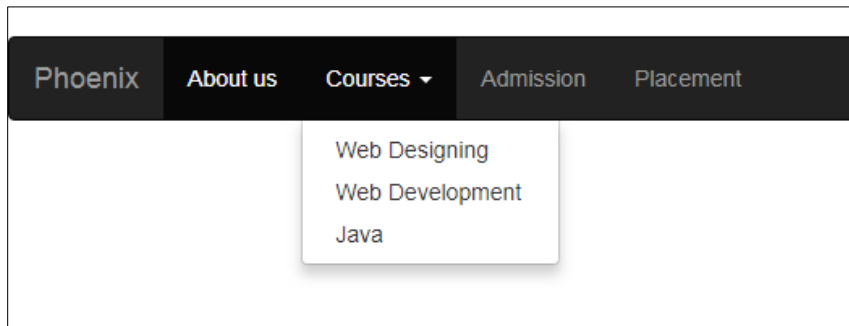 Phoenix About us Courses Admission Placement
Web Designing
Web Development
Java